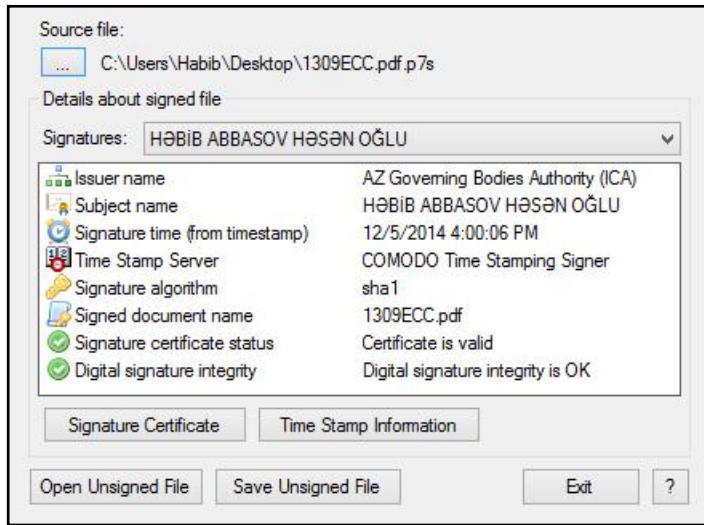 Source file:
... C:\Users\Habib\Desktop\1309ECC.pdf.p7s
Details about signed file
Signatures: HƏBİB ABBASOV HƏSƏN OĞLU
Issuer name AZ Governing Bodies Authority (ICA)
Subject name HƏBİB ABBASOV HƏSƏN OĞLU
Signature time (from timestamp) 12/5/2014 4:00:06 PM
Time Stamp Server COMODO Time Stamping Signer
Signature algorithm sha1
Signed document name 1309ECC.pdf
Signature certificate status Certificate is valid
Digital signature integrity Digital signature integrity is OK
Signature Certificate Time Stamp Information
Open Unsigned File Save Unsigned File Exit ?